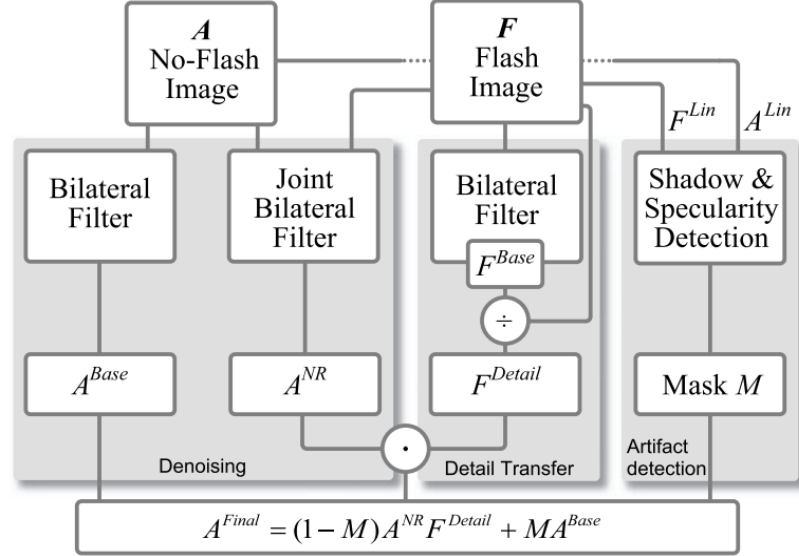 A
No-Flash
Image
F
Flash
Image
F^{Lin}
A^{Lin}
Bilateral
Filter
Joint
Bilateral
Filter
Bilateral
Filter
F^{Base}
Shadow &
Specularity
Detection
÷
A^{Base}
A^{NR}
F^{Detail}
Mask M
·
Denoising
Detail Transfer
Artifact
detection
A^{Final} = (1 − M) A^{NR} F^{Detail} + M A^{Base}